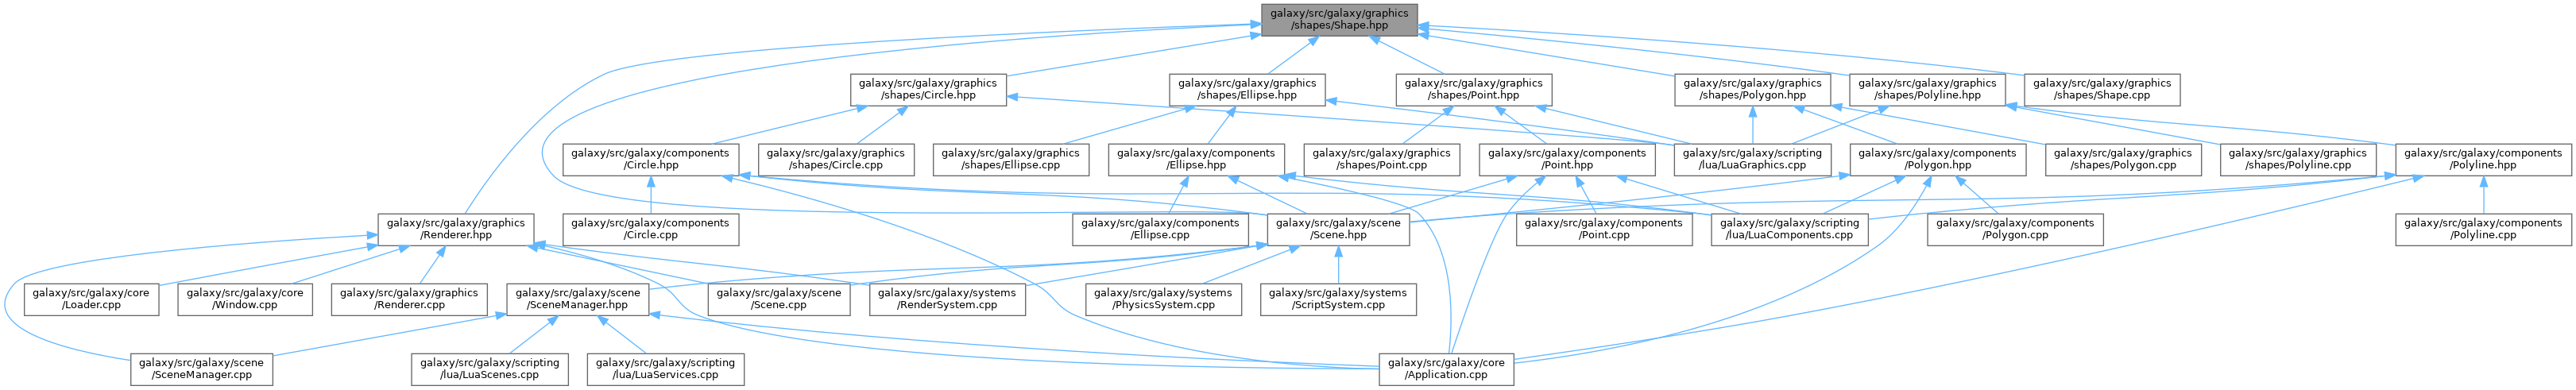 galaxy/src/galaxy/graphics
/shapes/Shape.hpp
galaxy/src/galaxy/graphics
/shapes/Circle.hpp
galaxy/src/galaxy/graphics
/shapes/Ellipse.hpp
galaxy/src/galaxy/graphics
/shapes/Point.hpp
galaxy/src/galaxy/graphics
/shapes/Polygon.hpp
galaxy/src/galaxy/graphics
/shapes/Polyline.hpp
galaxy/src/galaxy/graphics
/shapes/Shape.cpp
galaxy/src/galaxy/components
/Circle.hpp
galaxy/src/galaxy/graphics
/shapes/Circle.cpp
galaxy/src/galaxy/graphics
/shapes/Ellipse.cpp
galaxy/src/galaxy/components
/Ellipse.hpp
galaxy/src/galaxy/graphics
/shapes/Point.cpp
galaxy/src/galaxy/components
/Point.hpp
galaxy/src/galaxy/scripting
/lua/LuaGraphics.cpp
galaxy/src/galaxy/components
/Polygon.hpp
galaxy/src/galaxy/graphics
/shapes/Polygon.cpp
galaxy/src/galaxy/graphics
/shapes/Polyline.cpp
galaxy/src/galaxy/components
/Polyline.hpp
galaxy/src/galaxy/graphics
/Renderer.hpp
galaxy/src/galaxy/components
/Circle.cpp
galaxy/src/galaxy/components
/Ellipse.cpp
galaxy/src/galaxy/scene
/Scene.hpp
galaxy/src/galaxy/components
/Point.cpp
galaxy/src/galaxy/scripting
/lua/LuaComponents.cpp
galaxy/src/galaxy/components
/Polygon.cpp
galaxy/src/galaxy/components
/Polyline.cpp
galaxy/src/galaxy/core
/Loader.cpp
galaxy/src/galaxy/core
/Window.cpp
galaxy/src/galaxy/graphics
/Renderer.cpp
galaxy/src/galaxy/scene
/SceneManager.hpp
galaxy/src/galaxy/scene
/Scene.cpp
galaxy/src/galaxy/systems
/RenderSystem.cpp
galaxy/src/galaxy/systems
/PhysicsSystem.cpp
galaxy/src/galaxy/systems
/ScriptSystem.cpp
galaxy/src/galaxy/scene
/SceneManager.cpp
galaxy/src/galaxy/scripting
/lua/LuaScenes.cpp
galaxy/src/galaxy/scripting
/lua/LuaServices.cpp
galaxy/src/galaxy/core
/Application.cpp